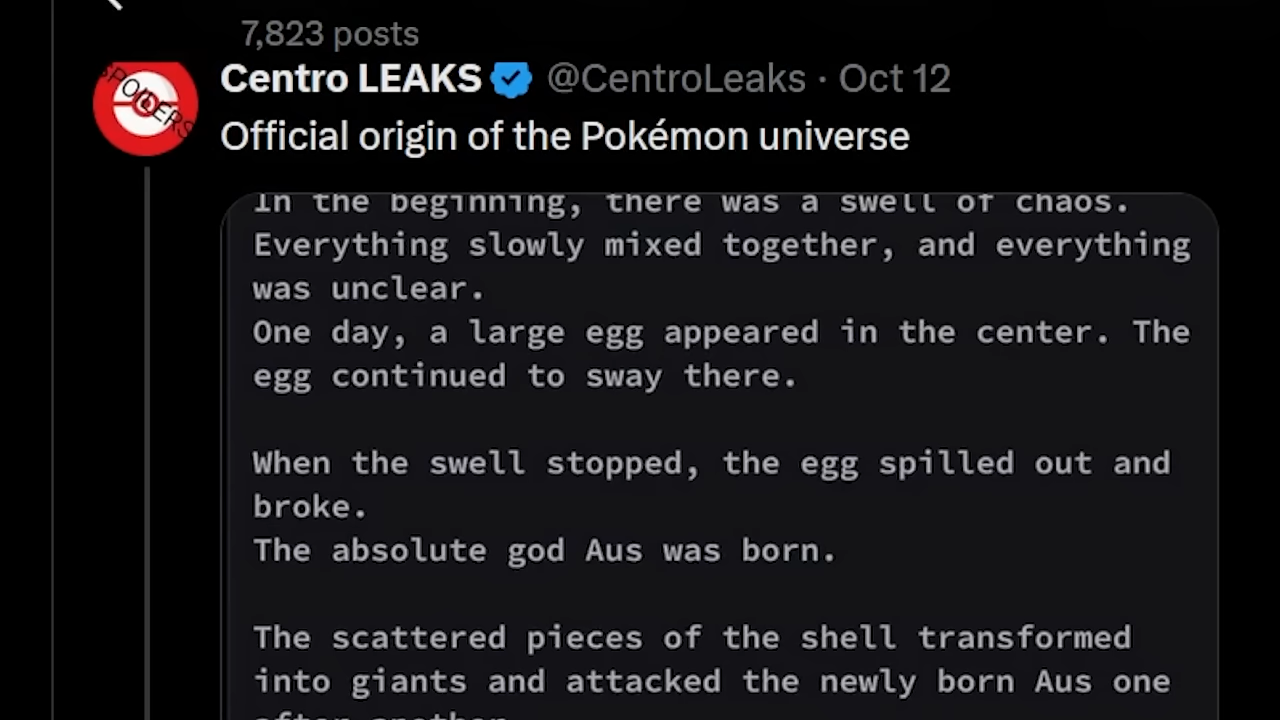 7,823 posts
Centro LEAKS @CentroLeaks · Oct 12
SPOILERS
Official origin of the Pokémon universe
In the beginning, there was a swell of chaos.
Everything slowly mixed together, and everything
was unclear.
One day, a large egg appeared in the center. The
egg continued to sway there.
When the swell stopped, the egg spilled out and
broke.
The absolute god Aus was born.
The scattered pieces of the shell transformed
into giants and attacked the newly born Aus one
after another.